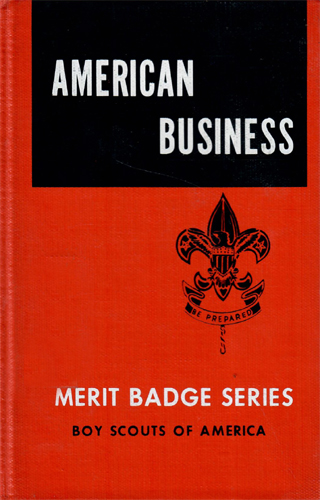 AMERICAN
BUSINESS
BE PREPARED
MERIT BADGE SERIES
BOY SCOUTS OF AMERICA